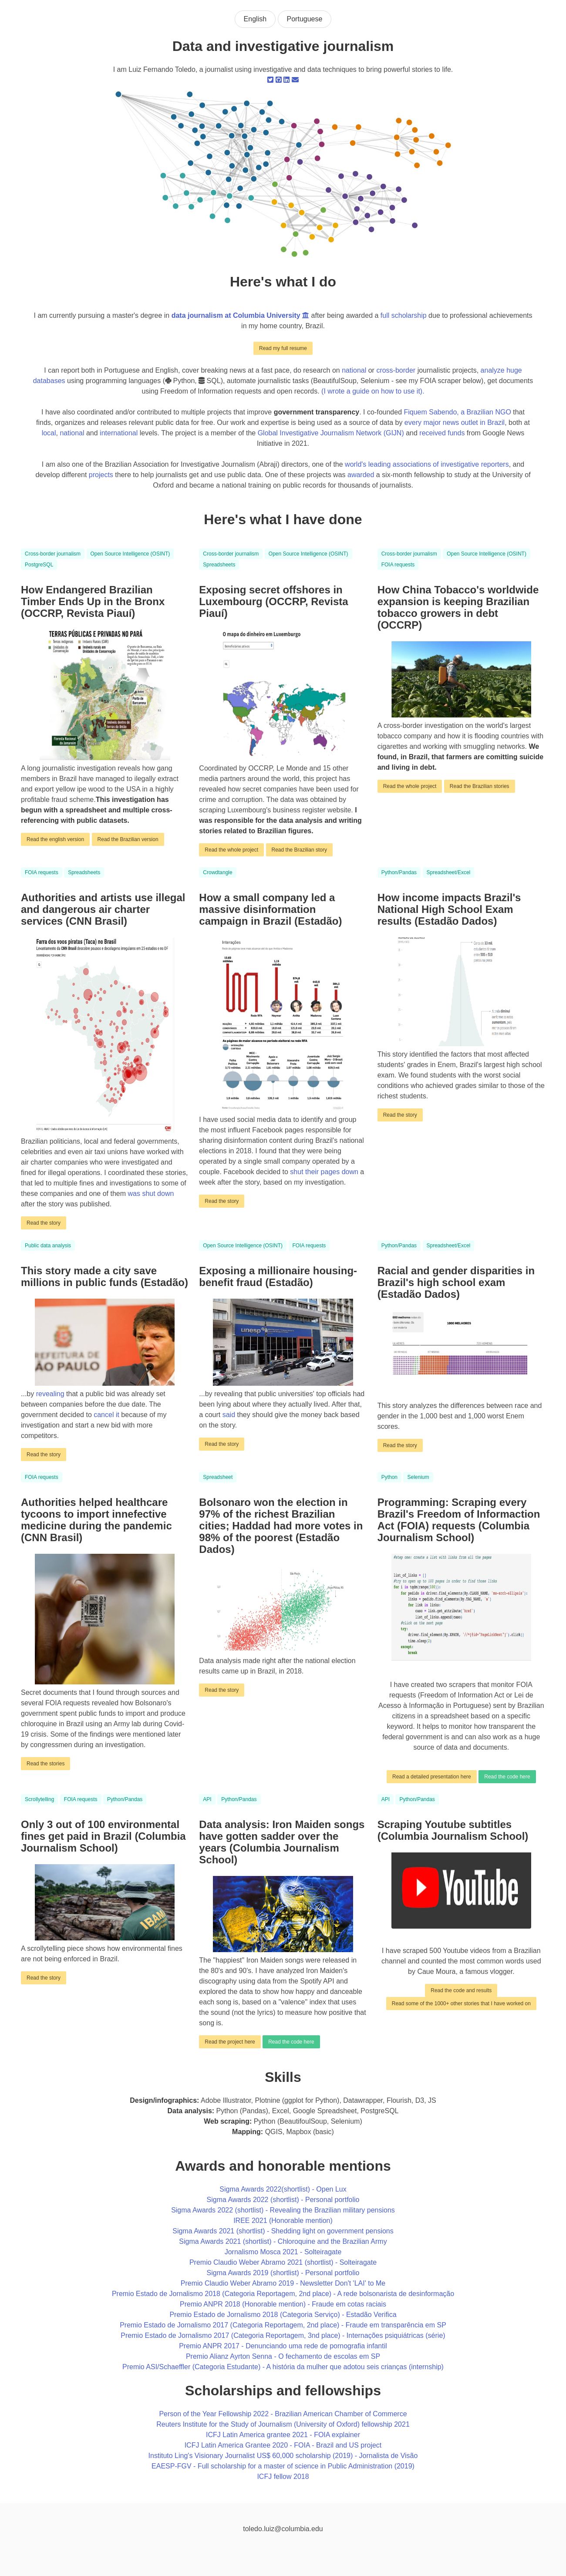 English
Portuguese
Data and investigative journalism
I am Luiz Fernando Toledo, a journalist using investigative and data techniques to bring powerful stories to life.
Here's what I do
I am currently pursuing a master's degree in data journalism at Columbia University after being awarded a full scholarship due to professional achievements
in my home country, Brazil.
Read my full resume
I can report both in Portuguese and English, cover breaking news at a fast pace, do research on national or cross-border journalistic projects, analyze huge
databases using programming languages ( Python, SQL), automate journalistic tasks (BeautifulSoup, Selenium - see my FOIA scraper below), get documents
using Freedom of Information requests and open records. (I wrote a guide on how to use it).
I have also coordinated and/or contributed to multiple projects that improve government transparency. I co-founded Fiquem Sabendo, a Brazilian NGO that
finds, organizes and releases relevant public data for free. Our work and expertise is being used as a source of data by every major news outlet in Brazil, both at
local, national and international levels. The project is a member of the Global Investigative Journalism Network (GIJN) and received funds from Google News
Initiative in 2021.
I am also one of the Brazilian Association for Investigative Journalism (Abraji) directors, one of the world's leading associations of investigative reporters, and
develop different projects there to help journalists get and use public data. One of these projects was awarded a six-month fellowship to study at the University of
Oxford and became a national training on public records for thousands of journalists.
Here's what I have done
Cross-border journalism
Open Source Intelligence (OSINT)
PostgreSQL
How Endangered Brazilian
Timber Ends Up in the Bronx
(OCCRP, Revista Piauí)
TERRAS PÚBLICAS E PRIVADAS NO PARÁ
A long journalistic investigation reveals how gang
members in Brazil have managed to illegally extract
and export yellow ipe wood to the USA in a highly
profitable fraud scheme.This investigation has
begun with a spreadsheet and multiple cross-
referencing with public datasets.
Read the english version
Read the Brazilian version
Cross-border journalism
Open Source Intelligence (OSINT)
Spreadsheets
Exposing secret offshores in
Luxembourg (OCCRP, Revista
Piauí)
O mapa do dinheiro em Luxemburgo
Coordinated by OCCRP, Le Monde and 15 other
media partners around the world, this project has
revealed how secret companies have been used for
crime and corruption. The data was obtained by
scraping Luxembourg's business register website. I
was responsible for the data analysis and writing
stories related to Brazilian figures.
Read the whole project
Read the Brazilian story
Cross-border journalism
Open Source Intelligence (OSINT)
FOIA requests
How China Tobacco's worldwide
expansion is keeping Brazilian
tobacco growers in debt
(OCCRP)
A cross-border investigation on the world's largest
tobacco company and how it is flooding countries with
cigarettes and working with smuggling networks. We
found, in Brazil, that farmers are comitting suicide
and living in debt.
Read the whole project
Read the Brazilian stories
FOIA requests
Spreadsheets
Authorities and artists use illegal
and dangerous air charter
services (CNN Brasil)
Farra dos voos piratas (Taca) no Brasil
Brazilian politicians, local and federal governments,
celebrities and even air taxi unions have worked with
air charter companies who were investigated and
fined for illegal operations. I coordinated these stories,
that led to multiple fines and investigations to some of
these companies and one of them was shut down
after the story was published.
Read the story
Crowdtangle
How a small company led a
massive disinformation
campaign in Brazil (Estadão)
Interações
I have used social media data to identify and group
the most influent Facebook pages responsible for
sharing disinformation content during Brazil's national
elections in 2018. I found that they were being
operated by a single small company operated by a
couple. Facebook decided to shut their pages down a
week after the story, based on my investigation.
Read the story
Python/Pandas
Spreadsheet/Excel
How income impacts Brazil's
National High School Exam
results (Estadão Dados)
This story identified the factors that most affected
students' grades in Enem, Brazil's largest high school
exam. We found students with the worst social
conditions who achieved grades similar to those of the
richest students.
Read the story
Public data analysis
This story made a city save
millions in public funds (Estadão)
PREFEITURA DE
SÃO PAULO
...by revealing that a public bid was already set
between companies before the due date. The
government decided to cancel it because of my
investigation and start a new bid with more
competitors.
Read the story
Open Source Intelligence (OSINT)
FOIA requests
Exposing a millionaire housing-
benefit fraud (Estadão)
unesp
...by revealing that public universities' top officials had
been lying about where they actually lived. After that,
a court said they should give the money back based
on the story.
Read the story
Python/Pandas
Spreadsheet/Excel
Racial and gender disparities in
Brazil's high school exam
(Estadão Dados)
1000 MELHORES
This story analyzes the differences between race and
gender in the 1,000 best and 1,000 worst Enem
scores.
Read the story
FOIA requests
Authorities helped healthcare
tycoons to import innefective
medicine during the pandemic
(CNN Brasil)
Secret documents that I found through sources and
several FOIA requests revealed how Bolsonaro's
government spent public funds to import and produce
chloroquine in Brazil using an Army lab during Covid-
19 crisis. Some of the findings were mentioned later
by congressmen during an investigation.
Read the stories
Spreadsheet
Bolsonaro won the election in
97% of the richest Brazilian
cities; Haddad had more votes in
98% of the poorest (Estadão
Dados)
Data analysis made right after the national election
results came up in Brazil, in 2018.
Read the story
Python
Selenium
Programming: Scraping every
Brazil's Freedom of Informaction
Act (FOIA) requests (Columbia
Journalism School)
I have created two scrapers that monitor FOIA
requests (Freedom of Information Act or Lei de
Acesso à Informação in Portuguese) sent by Brazilian
citizens in a spreadsheet based on a specific
keyword. It helps to monitor how transparent the
federal government is and can also work as a huge
source of data and documents.
Read a detailed presentation here
Read the code here
Scrollytelling
FOIA requests
Python/Pandas
Only 3 out of 100 environmental
fines get paid in Brazil (Columbia
Journalism School)
IBAMA
A scrollytelling piece shows how environmental fines
are not being enforced in Brazil.
Read the story
API
Python/Pandas
Data analysis: Iron Maiden songs
have gotten sadder over the
years (Columbia Journalism
School)
The "happiest" Iron Maiden songs were released in
the 80's and 90's. I have analyzed Iron Maiden's
discography using data from the Spotify API and
explored the data to show how happy and danceable
each song is, based on a "valence" index that uses
the sound (not the lyrics) to measure how positive that
song is.
Read the project here
Read the code here
API
Python/Pandas
Scraping Youtube subtitles
(Columbia Journalism School)
YouTube
I have scraped 500 Youtube videos from a Brazilian
channel and counted the most common words used
by Caue Moura, a famous vlogger.
Read the code and results
Read some of the 1000+ other stories that I have worked on
Skills
Design/infographics: Adobe Illustrator, Plotnine (ggplot for Python), Datawrapper, Flourish, D3, JS
Data analysis: Python (Pandas), Excel, Google Spreadsheet, PostgreSQL
Web scraping: Python (BeautifoulSoup, Selenium)
Mapping: QGIS, Mapbox (basic)
Awards and honorable mentions
Sigma Awards 2022(shortlist) - Open Lux
Sigma Awards 2022 (shortlist) - Personal portfolio
Sigma Awards 2022 (shortlist) - Revealing the Brazilian military pensions
IREE 2021 (Honorable mention)
Sigma Awards 2021 (shortlist) - Shedding light on government pensions
Sigma Awards 2021 (shortlist) - Chloroquine and the Brazilian Army
Jornalismo Mosca 2021 - Solteiragate
Premio Claudio Weber Abramo 2021 (shortlist) - Solteiragate
Sigma Awards 2019 (shortlist) - Personal portfolio
Premio Claudio Weber Abramo 2019 - Newsletter Don't 'LAI' to Me
Premio Estado de Jornalismo 2018 (Categoria Reportagem, 2nd place) - A rede bolsonarista de desinformação
Premio ANPR 2018 (Honorable mention) - Fraude em cotas raciais
Premio Estado de Jornalismo 2018 (Categoria Serviço) - Estadão Verifica
Premio Estado de Jornalismo 2017 (Categoria Reportagem, 2nd place) - Fraude em transparência em SP
Premio Estado de Jornalismo 2017 (Categoria Reportagem, 3nd place) - Internações psiquiátricas (série)
Premio ANPR 2017 - Denunciando uma rede de pornografia infantil
Premio Alianz Ayrton Senna - O fechamento de escolas em SP
Premio ASI/Schaeffler (Categoria Estudante) - A história da mulher que adotou seis crianças (internship)
Scholarships and fellowships
Person of the Year Fellowship 2022 - Brazilian American Chamber of Commerce
Reuters Institute for the Study of Journalism (University of Oxford) fellowship 2021
ICFJ Latin America grantee 2021 - FOIA explainer
ICFJ Latin America Grantee 2020 - FOIA - Brazil and US project
Instituto Ling's Visionary Journalist US$ 60,000 scholarship (2019) - Jornalista de Visão
EAESP-FGV - Full scholarship for a master of science in Public Administration (2019)
ICFJ fellow 2018
toledo.luiz@columbia.edu